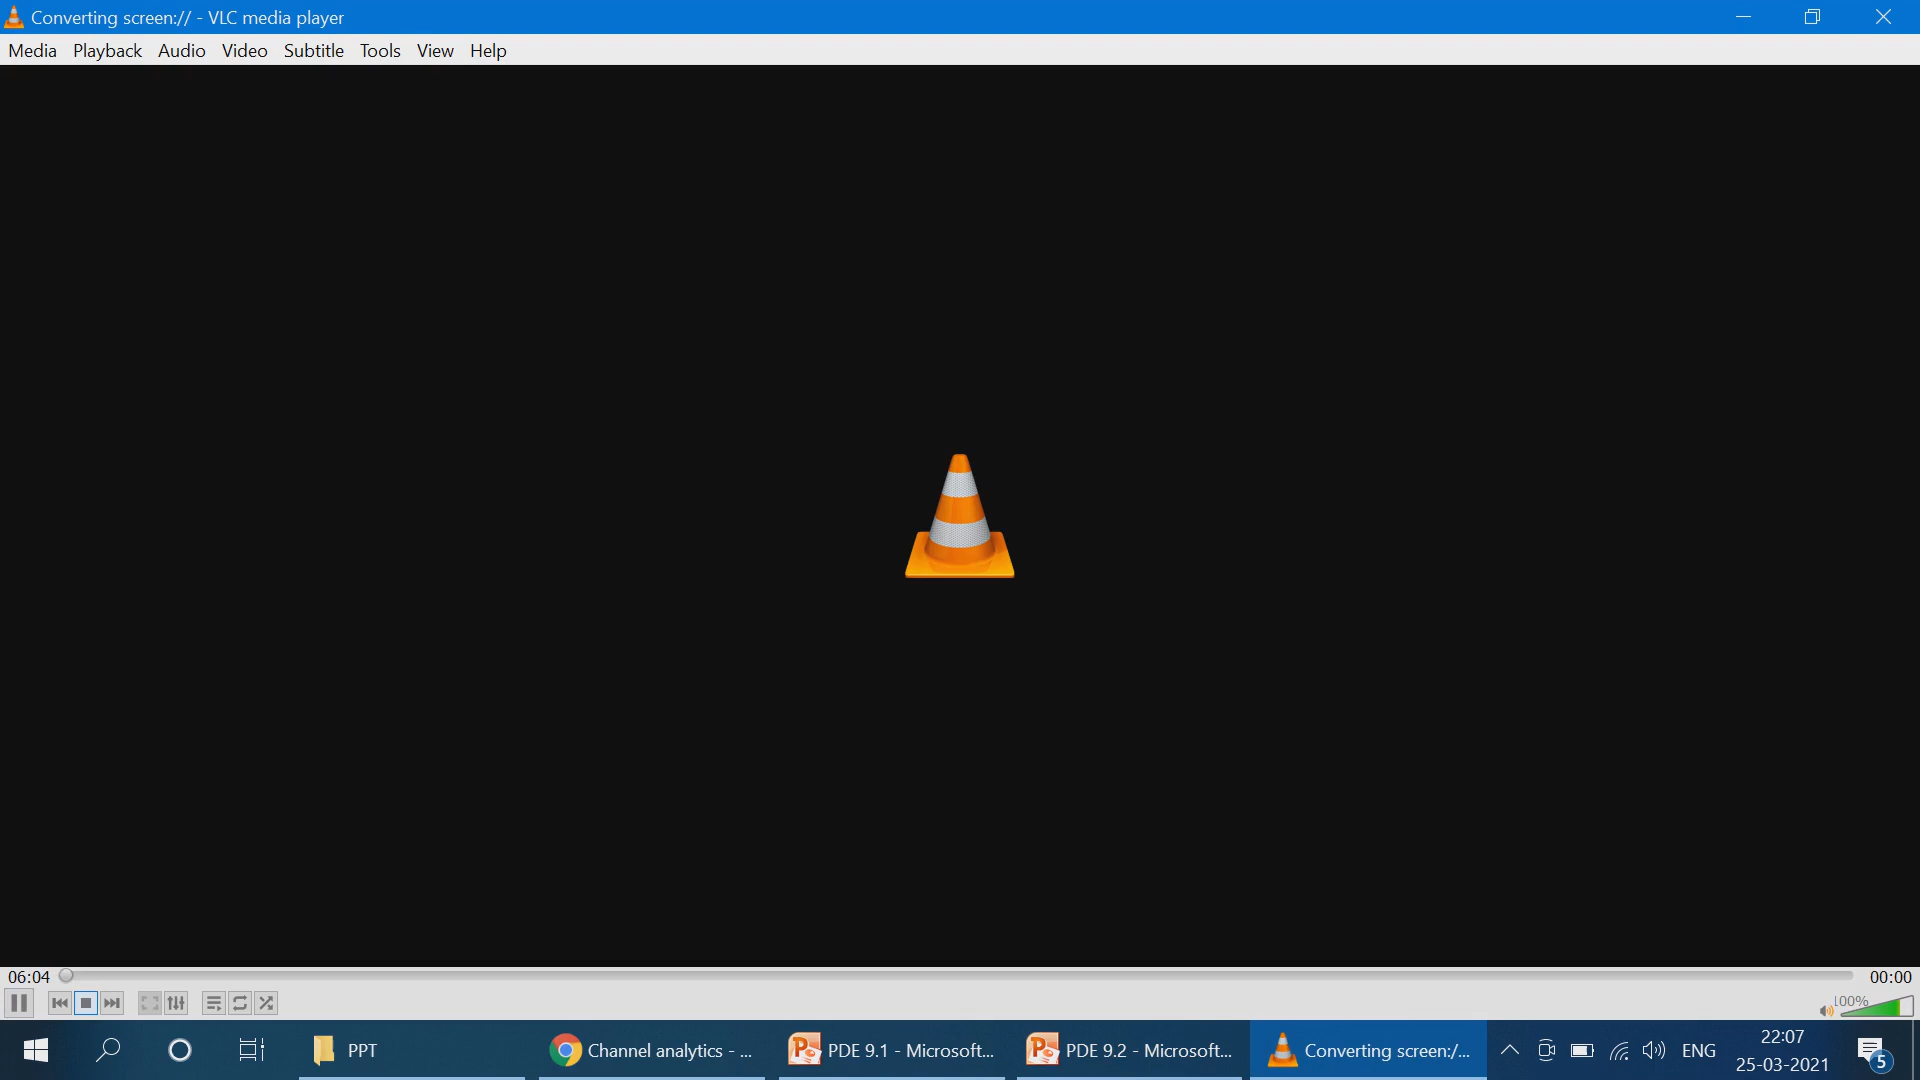 Converting screen:// - VLC media player
Media Playback Audio Video Subtitle Tools View Help
06:04 00:00
100%
PPT Channel analytics - ... PDE 9.1 - Microsoft... PDE 9.2 - Microsoft... Converting screen:/... ENG 22:07
25-03-2021 5